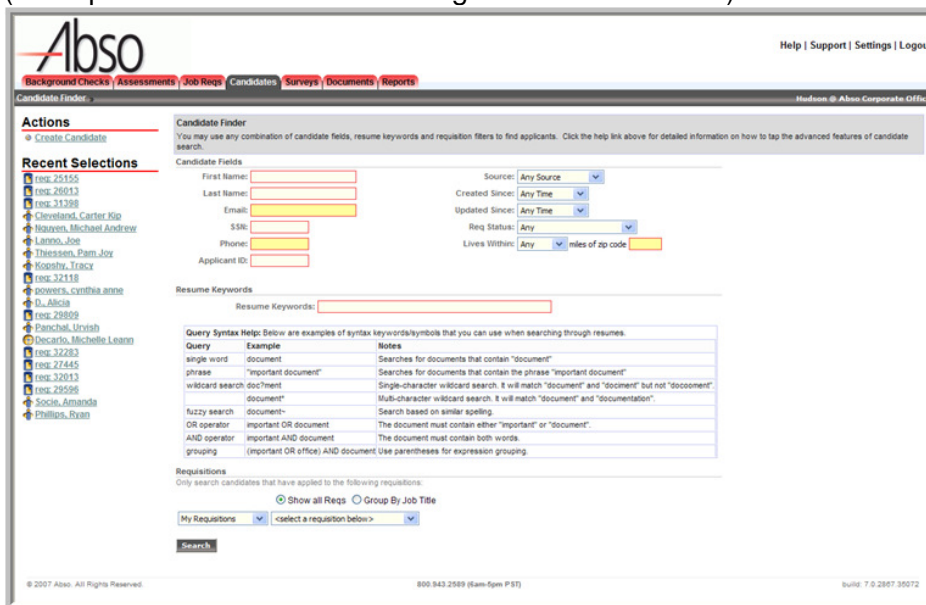 Abso
Help | Support | Settings | Logou
Background Checks Assessments Job Reqs Candidates Surveys Documents Reports
Candidate Finder
Hudson @ Abso Corporate Offic
Actions
Create Candidate
Recent Selections
req: 25155
req: 26013
req: 31398
Cleveland, Carter Kip
Nguyen, Michael Andrew
Lanno, Joe
Thiessen, Pam Joy
Kopshy, Tracy
req: 32118
powers, cynthia anne
D., Alicia
req: 29809
Panchal, Urvish
Decarlo, Michelle Leann
req: 32283
req: 27445
req: 32013
req: 29596
Socie, Amanda
Phillips, Ryan
Candidate Finder
You may use any combination of candidate fields, resume keywords and requisition filters to find applicants. Click the help link above for detailed information on how to tap the advanced features of candidate
search.
Candidate Fields
First Name:
Last Name:
Email:
SSN:
Phone:
Applicant ID:
Source: Any Source
Created Since: Any Time
Updated Since: Any Time
Req Status: Any
Lives Within: Any miles of zip code
Resume Keywords
Resume Keywords:
Query Syntax Help: Below are examples of syntax keywords/symbols that you can use when searching through resumes.
Query Example Notes
single word document Searches for documents that contain "document"
phrase "important document" Searches for documents that contain the phrase "important document"
wildcard search doc?ment Single-character wildcard search. It will match "document" and "dociment" but not "docooment".
document* Multi-character wildcard search. It will match "document" and "documentation".
fuzzy search document~ Search based on similar spelling.
OR operator important OR document The document must contain either "important" or "document".
AND operator important AND document The document must contain both words.
grouping (important OR office) AND document Use parentheses for expression grouping.
Requisitions
Only search candidates that have applied to the following requisitions:
Show all Reqs Group By Job Title
My Requisitions <select a requisition below>
Search
© 2007 Abso. All Rights Reserved.
800.943.2589 (6am-5pm PST)
build: 7.0.2867.35072